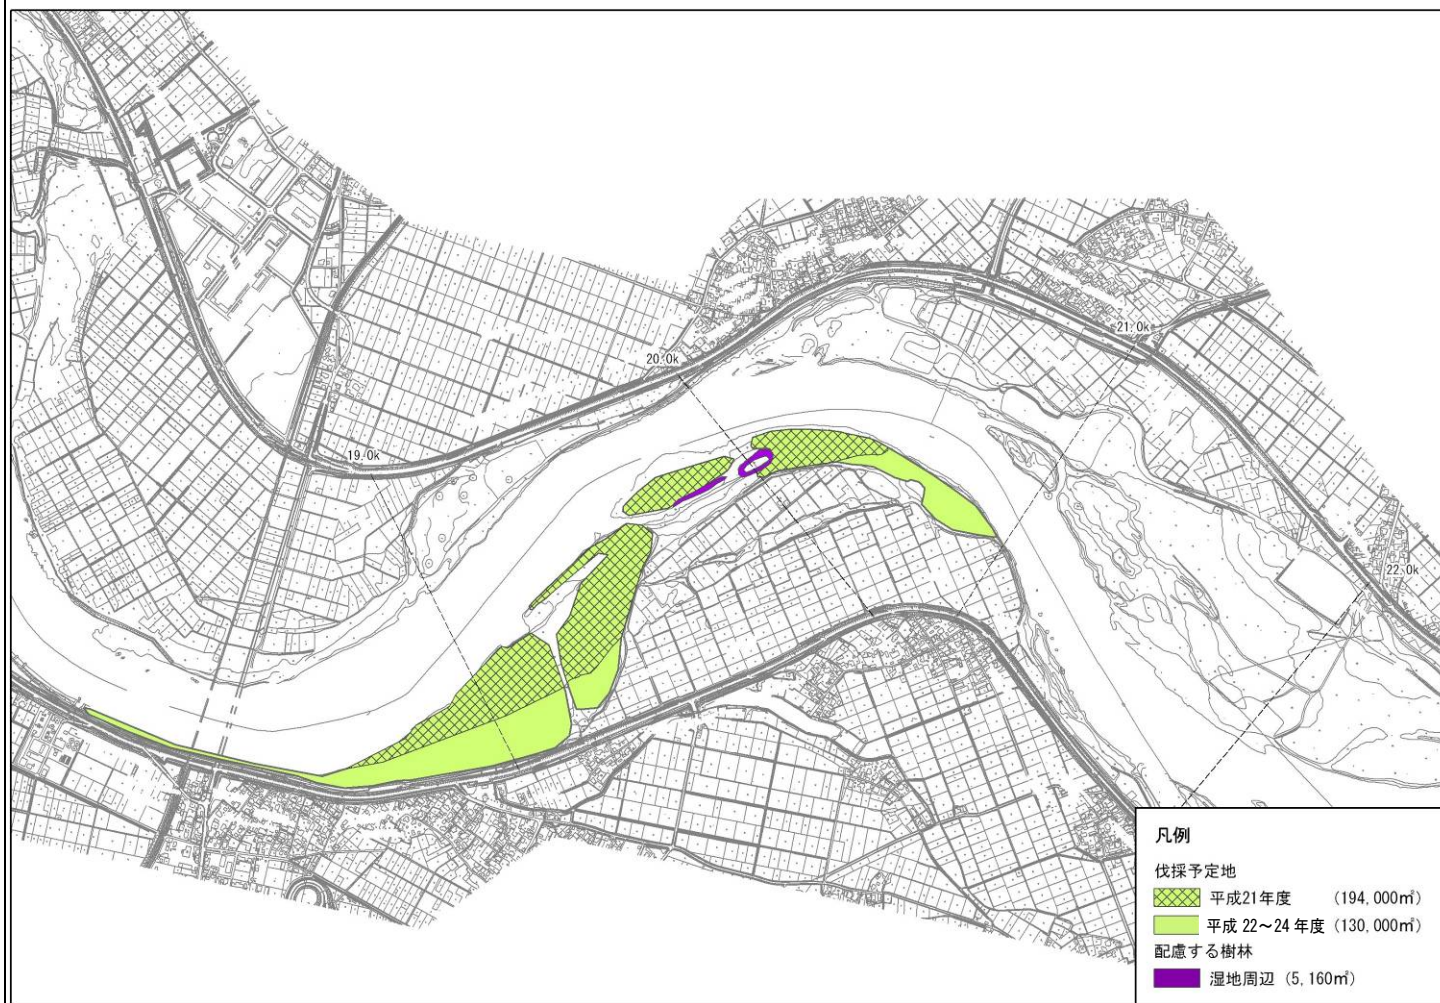 20.0k
21.0k
19.0k
22.0k
凡例
伐採予定地
平成21年度 (194,000㎡)
平成 22～24 年度 (130,000㎡)
配慮する樹林
湿地周辺 (5,160㎡)